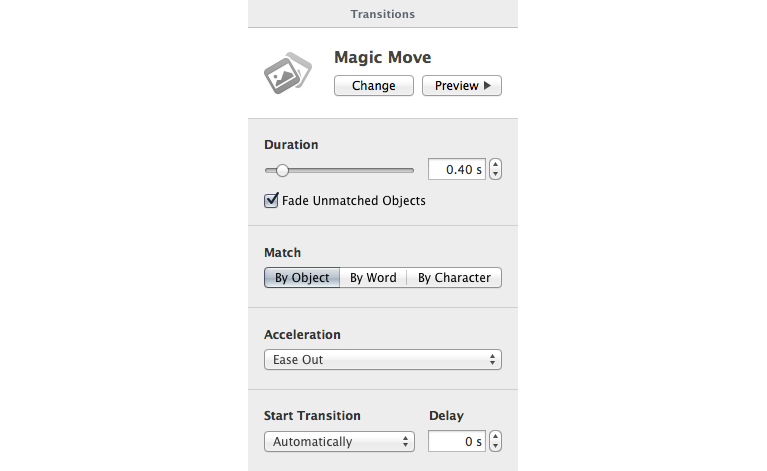 Transitions
Magic Move
Change Preview
Duration
0.40 s
Fade Unmatched Objects
Match
By Object By Word By Character
Acceleration
Ease Out
Start Transition Delay
Automatically 0 s